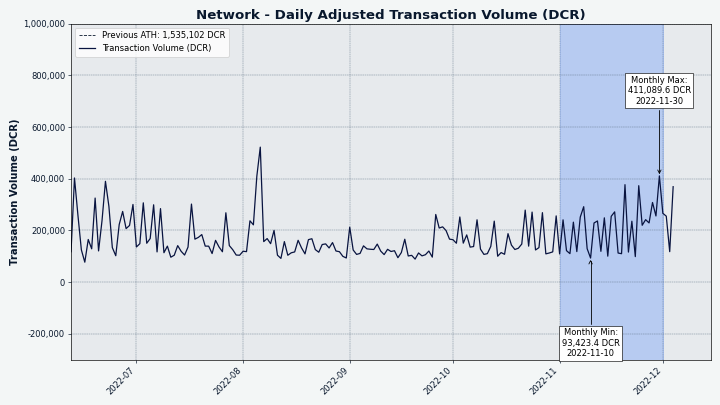 Network - Daily Adjusted Transaction Volume (DCR)
Transaction Volume (DCR)
1,000,000
800,000
600,000
400,000
200,000
0
-200,000
Previous ATH: 1,535,102 DCR
Transaction Volume (DCR)
Monthly Max:
411,089.6 DCR
2022-11-30
Monthly Min:
93,423.4 DCR
2022-11-10
2022-07
2022-08
2022-09
2022-10
2022-11
2022-12